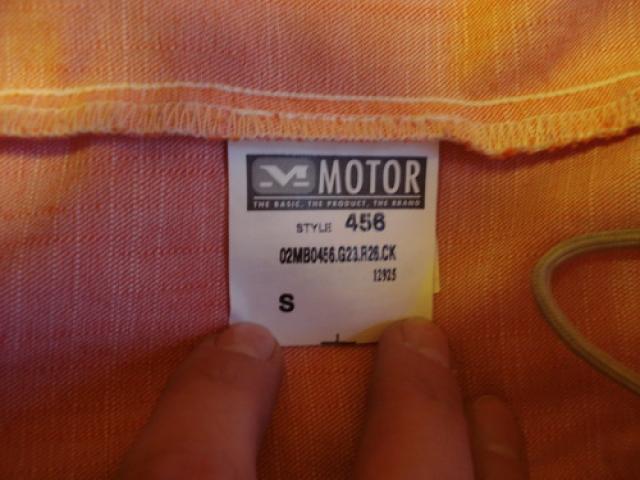 MOTOR
THE BASIC, THE PRODUCT, THE BRAND
STYLE 456
02MB0456.G23.R26.CK
12925
S